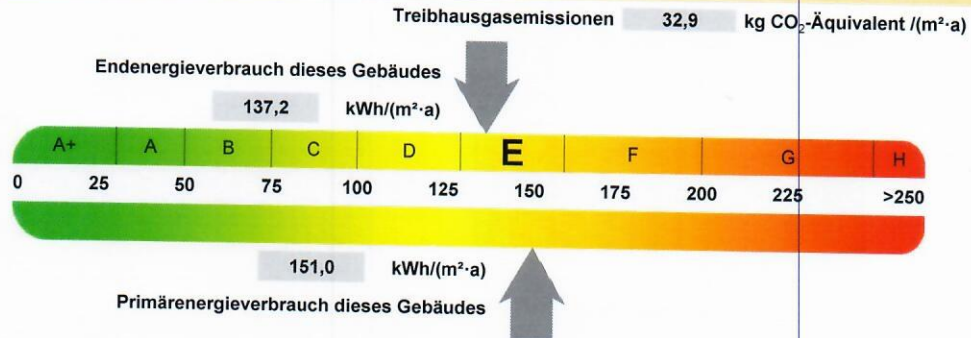 Treibhausgasemissionen 32,9 kg CO₂-Äquivalent /(m²·a)
Endenergieverbrauch dieses Gebäudes
137,2 kWh/(m²·a)
A+ A B C D E F G H
0 25 50 75 100 125 150 175 200 225 >250
151,0 kWh/(m²·a)
Primärenergieverbrauch dieses Gebäudes